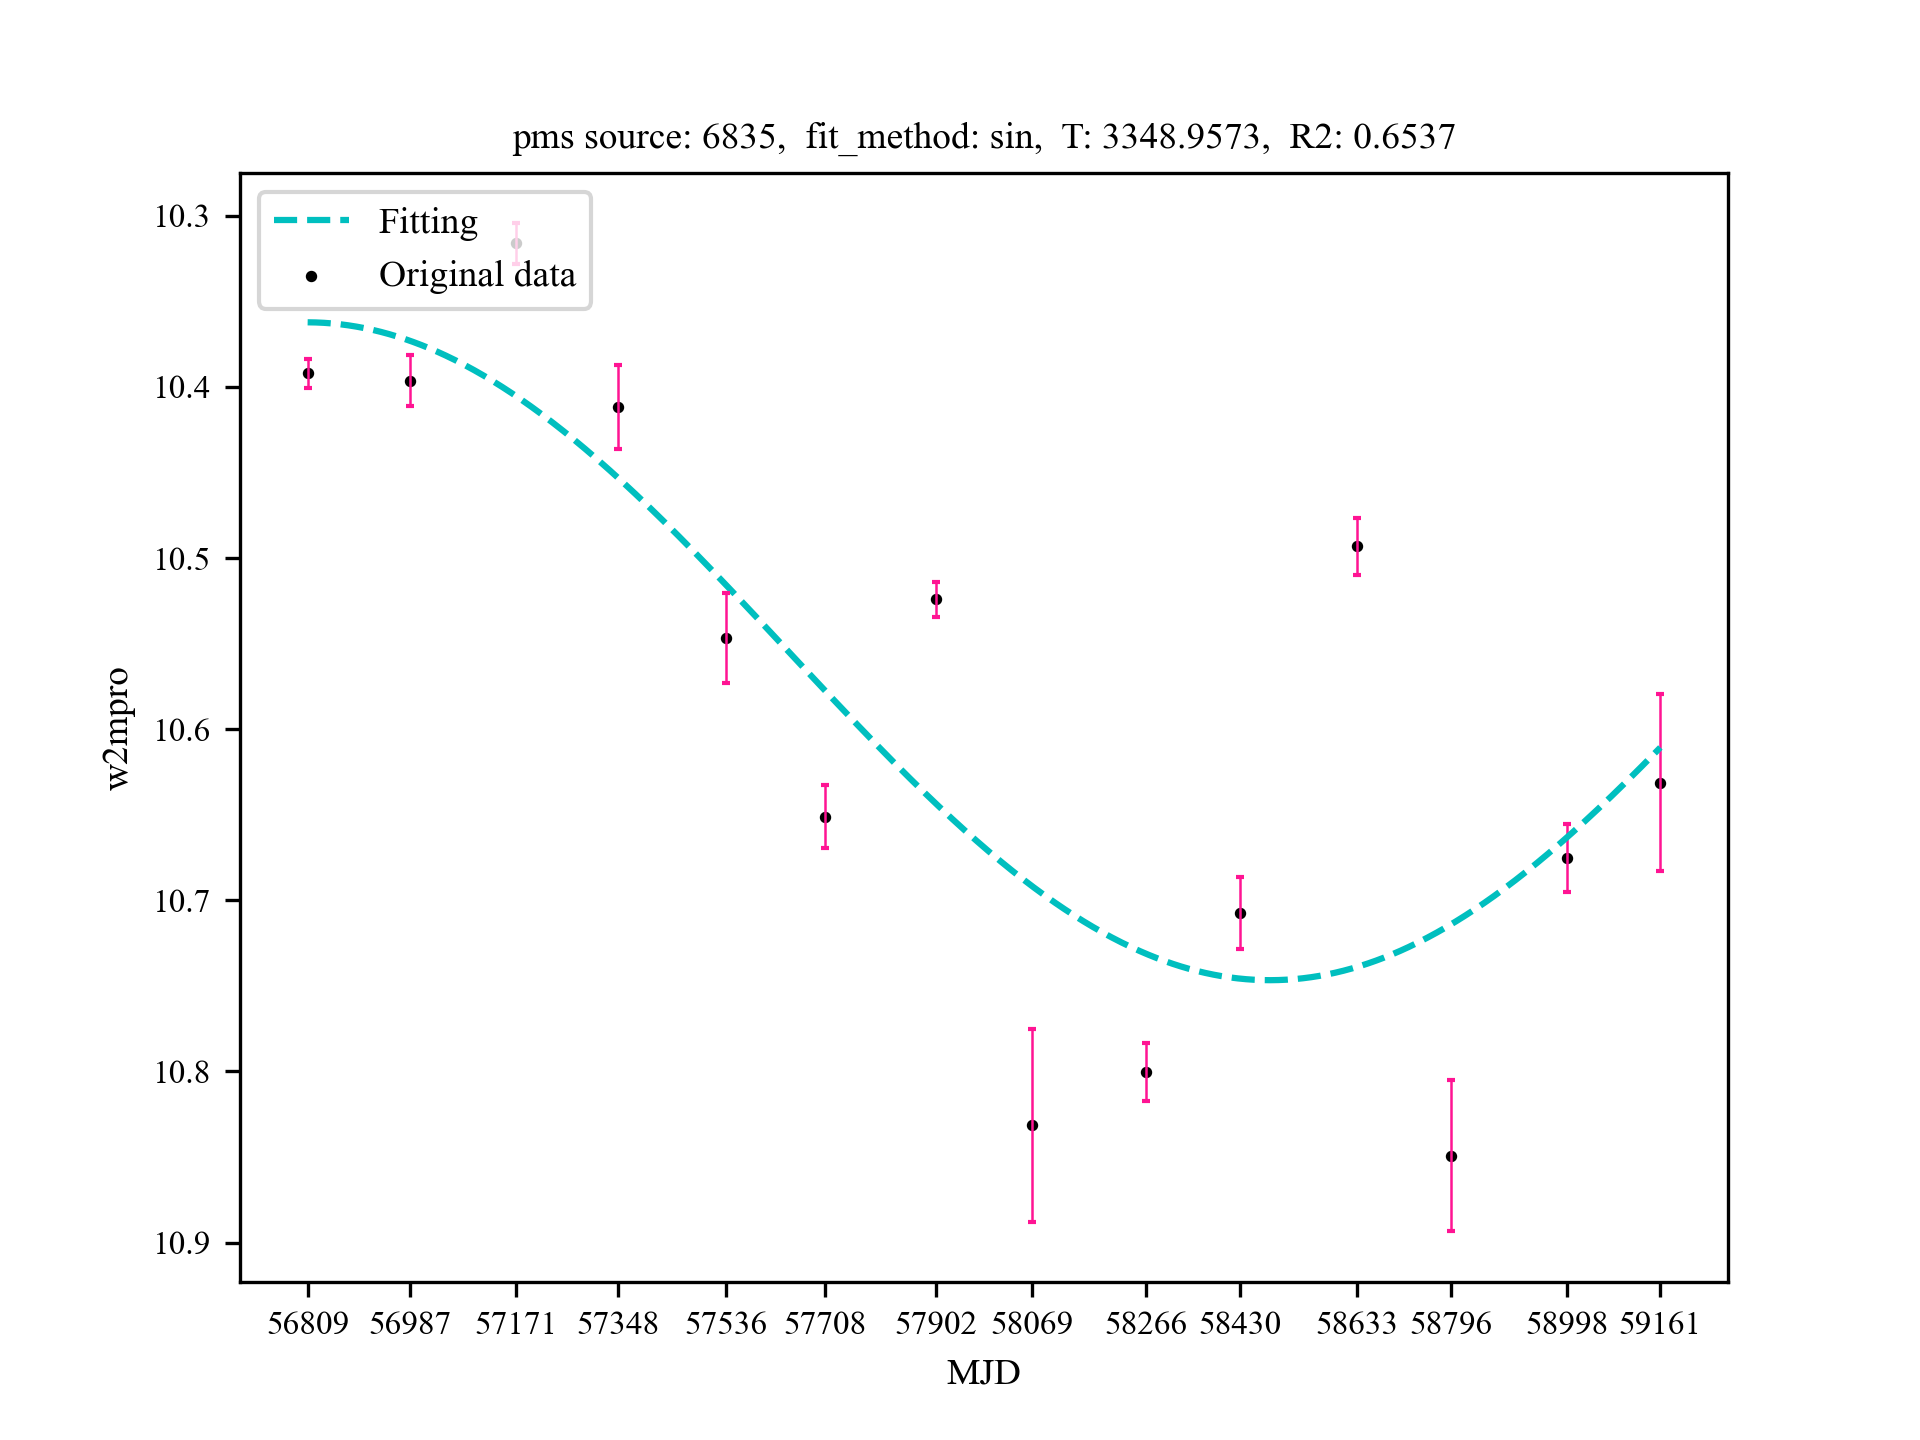 pms source: 6835,  fit_method: sin,  T: 3348.9573,  R2: 0.6537
Fitting
Original data
10.3
10.4
10.5
10.6
10.7
10.8
10.9
w2mpro
56809 56987 57171 57348 57536 57708 57902 58069 58266 58430 58633 58796 58998 59161
MJD